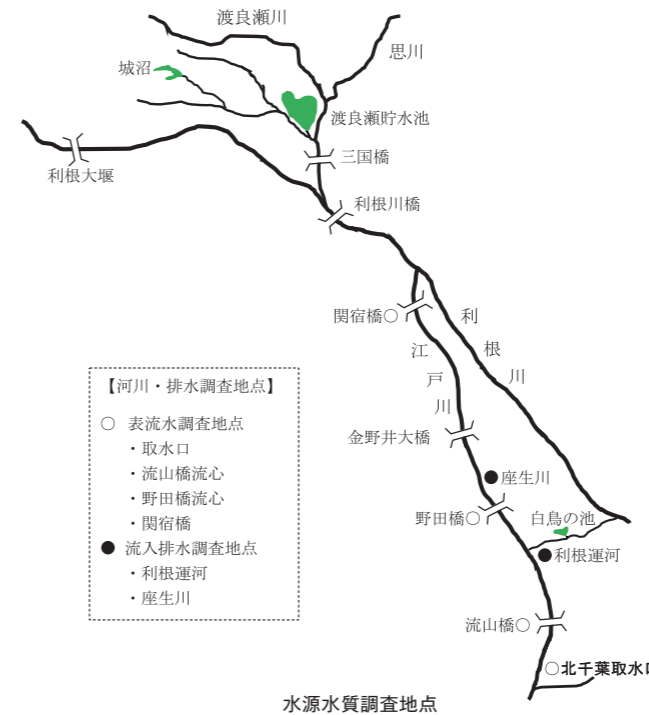 渡良瀬川
思川
城沼
渡良瀬貯水池
三国橋
利根大堰
利根川橋
関宿橋○
利根川
江戸川
金野井大橋
●座生川
野田橋○
白鳥の池
●利根運河
流山橋○
○北千葉取水口
【河川・排水調査地点】
○ 表流水調査地点
・取水口
・流山橋流心
・野田橋流心
・関宿橋
● 流入排水調査地点
・利根運河
・座生川
水源水質調査地点